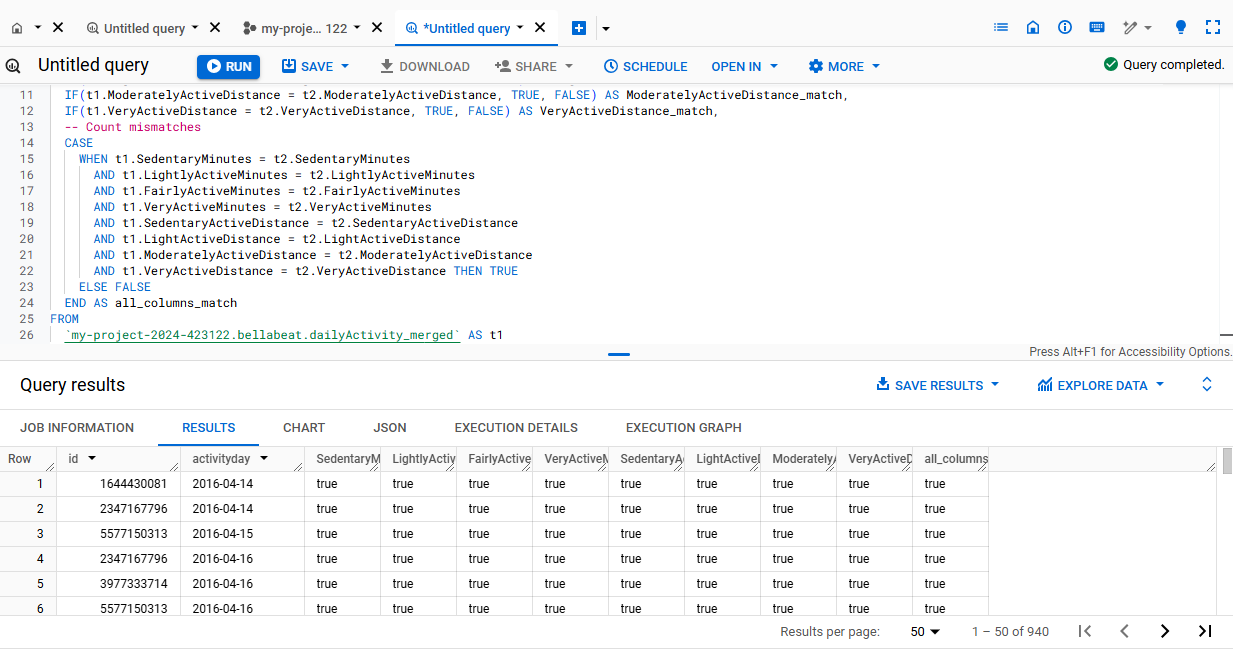 Untitled query
my-proje... 122
*Untitled query
Untitled query
RUN
SAVE
DOWNLOAD
SHARE
SCHEDULE
OPEN IN
MORE
Query completed.
11 IF(t1.ModeratelyActiveDistance = t2.ModeratelyActiveDistance, TRUE, FALSE) AS ModeratelyActiveDistance_match,
12 IF(t1.VeryActiveDistance = t2.VeryActiveDistance, TRUE, FALSE) AS VeryActiveDistance_match,
13 -- Count mismatches
14 CASE
15 WHEN t1.SedentaryMinutes = t2.SedentaryMinutes
16 AND t1.LightlyActiveMinutes = t2.LightlyActiveMinutes
17 AND t1.FairlyActiveMinutes = t2.FairlyActiveMinutes
18 AND t1.VeryActiveMinutes = t2.VeryActiveMinutes
19 AND t1.SedentaryActiveDistance = t2.SedentaryActiveDistance
20 AND t1.LightActiveDistance = t2.LightActiveDistance
21 AND t1.ModeratelyActiveDistance = t2.ModeratelyActiveDistance
22 AND t1.VeryActiveDistance = t2.VeryActiveDistance THEN TRUE
23 ELSE FALSE
24 END AS all_columns_match
25 FROM
26 `my-project-2024-423122.bellabeat.dailyActivity_merged` AS t1
Press Alt+F1 for Accessibility Options.
Query results
SAVE RESULTS
EXPLORE DATA
JOB INFORMATION RESULTS CHART JSON EXECUTION DETAILS EXECUTION GRAPH
Row id activityday SedentaryM LightlyActiv FairlyActive VeryActiveM SedentaryA LightActiveD ModeratelyA VeryActiveD all_columns
1 1644430081 2016-04-14 true true true true true true true true true
2 2347167796 2016-04-14 true true true true true true true true true
3 5577150313 2016-04-15 true true true true true true true true true
4 2347167796 2016-04-16 true true true true true true true true true
5 3977333714 2016-04-16 true true true true true true true true true
6 5577150313 2016-04-16 true true true true true true true true true
Results per page: 50 1 – 50 of 940